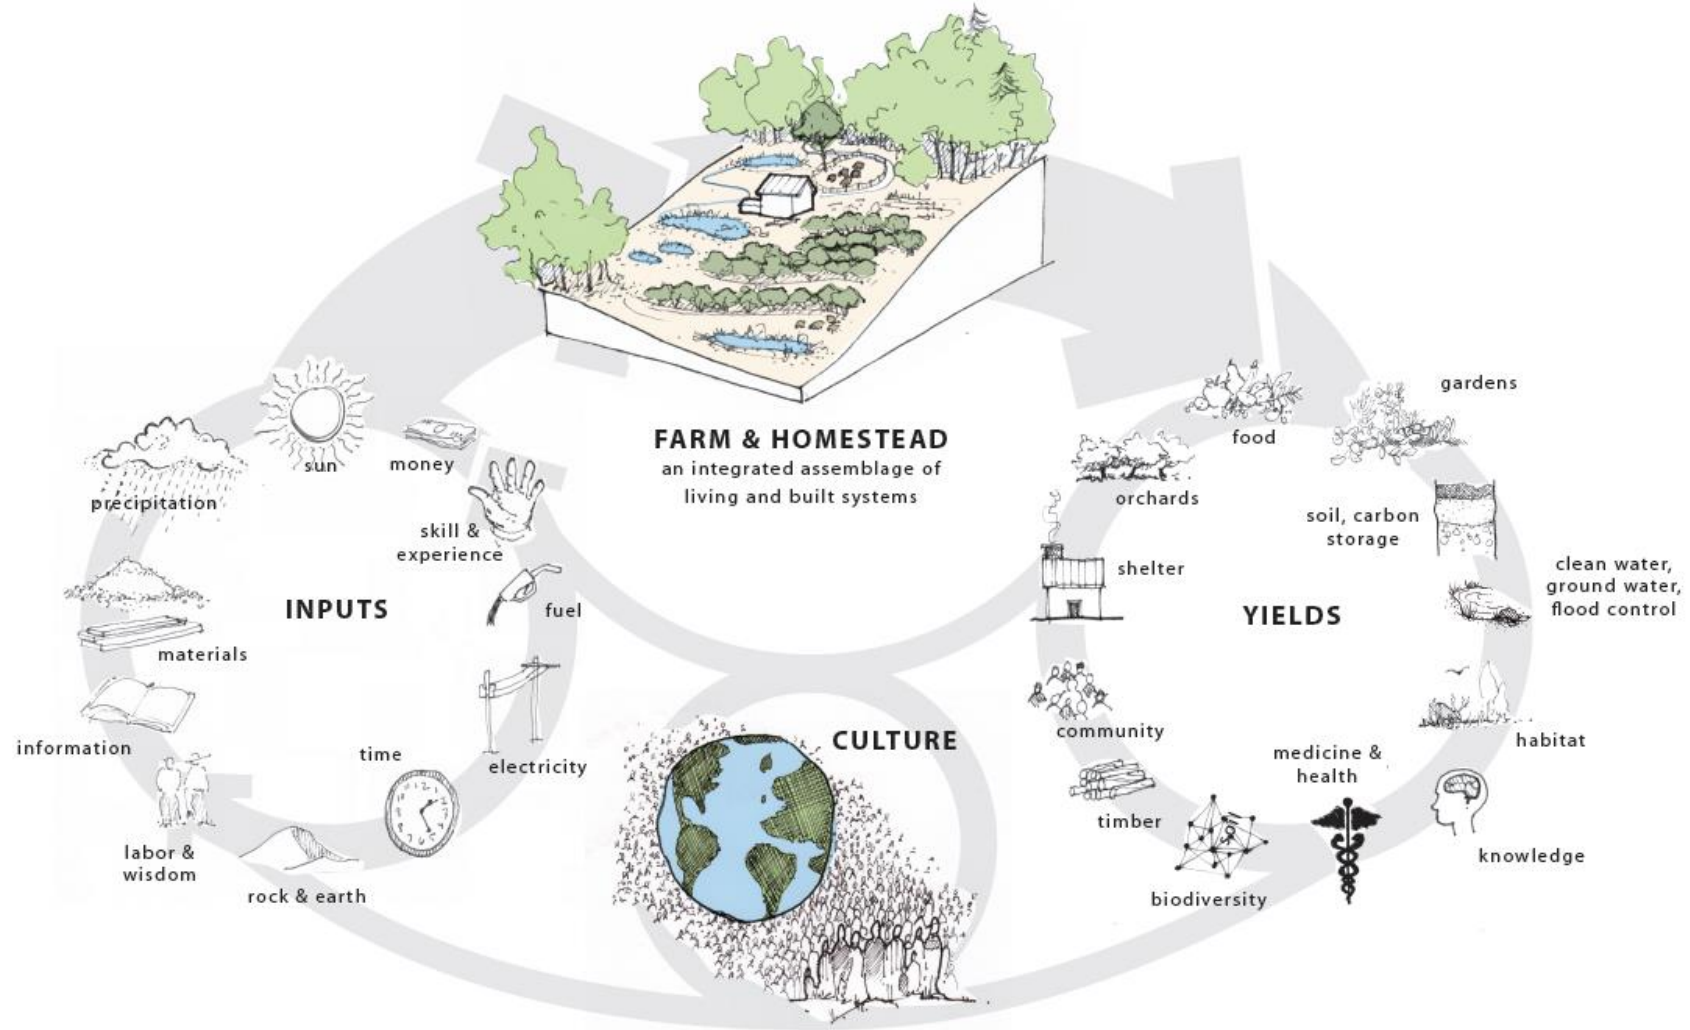 FARM & HOMESTEAD
an integrated assemblage of
living and built systems
INPUTS
sun
money
precipitation
skill &
experience
fuel
materials
information
time
electricity
labor &
wisdom
rock & earth
CULTURE
YIELDS
food
gardens
orchards
soil, carbon
storage
shelter
clean water,
ground water,
flood control
community
habitat
medicine &
health
timber
knowledge
biodiversity